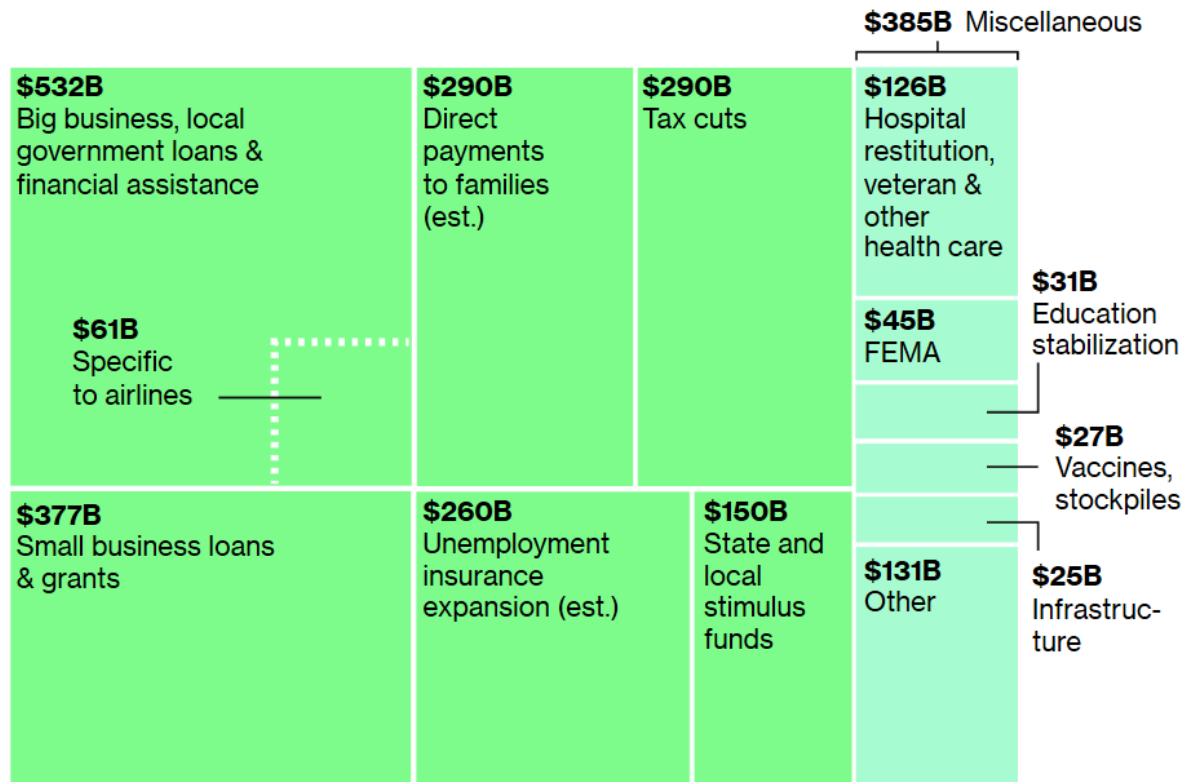 $385B Miscellaneous
$532B
Big business, local
government loans &
financial assistance
$61B
Specific
to airlines
$290B
Direct
payments
to families
(est.)
$290B
Tax cuts
$126B
Hospital
restitution,
veteran &
other
health care
$45B
FEMA
$31B
Education
stabilization
$27B
Vaccines,
stockpiles
$377B
Small business loans
& grants
$260B
Unemployment
insurance
expansion (est.)
$150B
State and
local
stimulus
funds
$131B
Other
$25B
Infrastruc-
ture